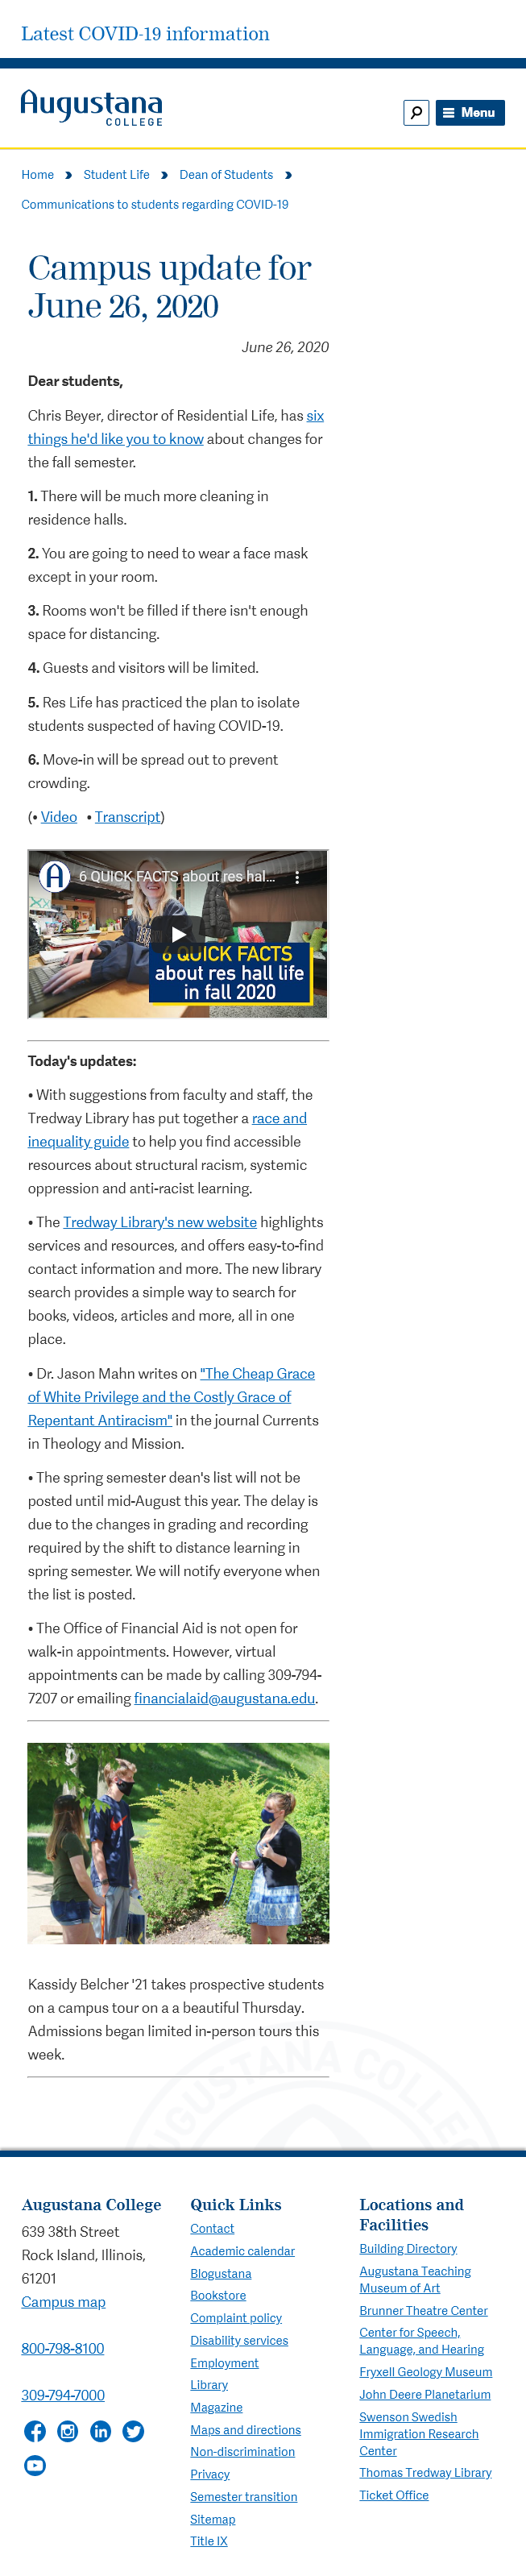 Latest COVID-19 information
Augustana
COLLEGE
Menu
Home Student Life Dean of Students
Communications to students regarding COVID-19
Campus update for
June 26, 2020
June 26, 2020
Dear students,
Chris Beyer, director of Residential Life, has six
things he'd like you to know about changes for
the fall semester.
1. There will be much more cleaning in
residence halls.
2. You are going to need to wear a face mask
except in your room.
3. Rooms won't be filled if there isn't enough
space for distancing.
4. Guests and visitors will be limited.
5. Res Life has practiced the plan to isolate
students suspected of having COVID-19.
6. Move-in will be spread out to prevent
crowding.
(• Video • Transcript)
6 QUICK FACTS about res hal...
6 QUICK FACTS
about res hall life
in fall 2020
Today's updates:
• With suggestions from faculty and staff, the
Tredway Library has put together a race and
inequality guide to help you find accessible
resources about structural racism, systemic
oppression and anti-racist learning.
• The Tredway Library's new website highlights
services and resources, and offers easy-to-find
contact information and more. The new library
search provides a simple way to search for
books, videos, articles and more, all in one
place.
• Dr. Jason Mahn writes on "The Cheap Grace
of White Privilege and the Costly Grace of
Repentant Antiracism" in the journal Currents
in Theology and Mission.
• The spring semester dean's list will not be
posted until mid-August this year. The delay is
due to the changes in grading and recording
required by the shift to distance learning in
spring semester. We will notify everyone when
the list is posted.
• The Office of Financial Aid is not open for
walk-in appointments. However, virtual
appointments can be made by calling 309-794-
7207 or emailing financialaid@augustana.edu.
Kassidy Belcher '21 takes prospective students
on a campus tour on a a beautiful Thursday.
Admissions began limited in-person tours this
week.
AUGUSTANA COLLEGE
Augustana College
639 38th Street
Rock Island, Illinois,
61201
Campus map
800-798-8100
309-794-7000
Quick Links
Contact
Academic calendar
Blogustana
Bookstore
Complaint policy
Disability services
Employment
Library
Magazine
Maps and directions
Non-discrimination
Privacy
Semester transition
Sitemap
Title IX
Locations and
Facilities
Building Directory
Augustana Teaching
Museum of Art
Brunner Theatre Center
Center for Speech,
Language, and Hearing
Fryxell Geology Museum
John Deere Planetarium
Swenson Swedish
Immigration Research
Center
Thomas Tredway Library
Ticket Office